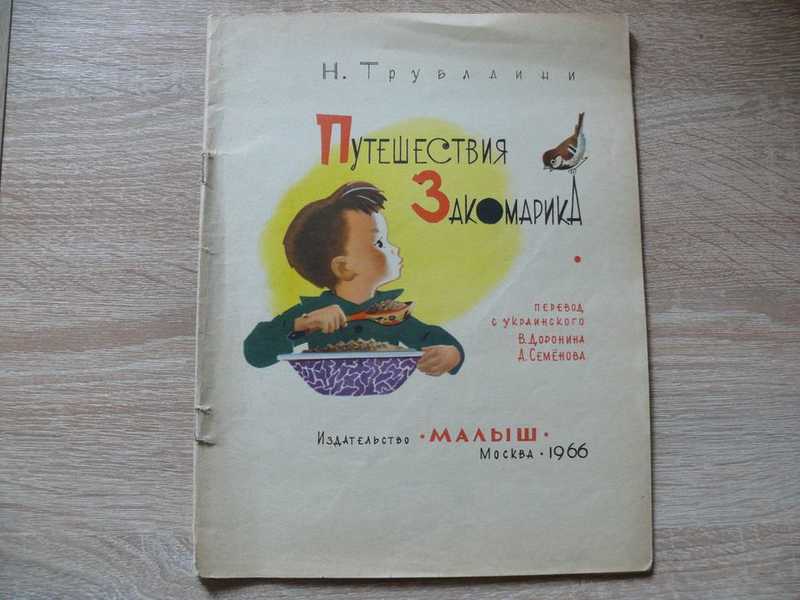 Н. Трублаини
Путешествия
Закомарика
перевод
с украинского
В. Доронина
А. Семёнова
Издательство • МАЛЫШ •
Москва • 1966